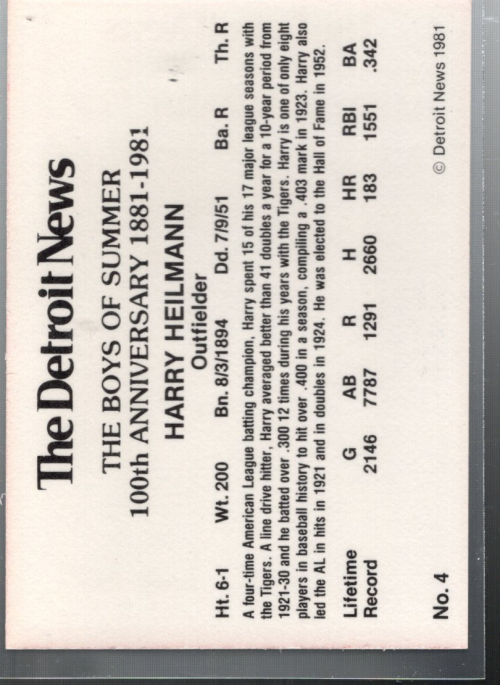 The Detroit News
THE BOYS OF SUMMER
100th ANNIVERSARY 1881-1981
HARRY HEILMANN
Outfielder
Ht. 6-1 Wt. 200 Bn. 8/3/1894 Dd. 7/9/51 Ba. R Th. R
A four-time American League batting champion, Harry spent 15 of his 17 major league seasons with
the Tigers. A line drive hitter, Harry averaged better than 41 doubles a year for a 10-year period from
1921-30 and he batted over .300 12 times during his years with the Tigers. Harry is one of only eight
players in baseball history to hit over .400 in a season, compiling a .403 mark in 1923. Harry also
led the AL in hits in 1921 and in doubles in 1924. He was elected to the Hall of Fame in 1952.
Lifetime G AB R H HR RBI BA
Record 2146 7787 1291 2660 183 1551 .342
No. 4 © Detroit News 1981